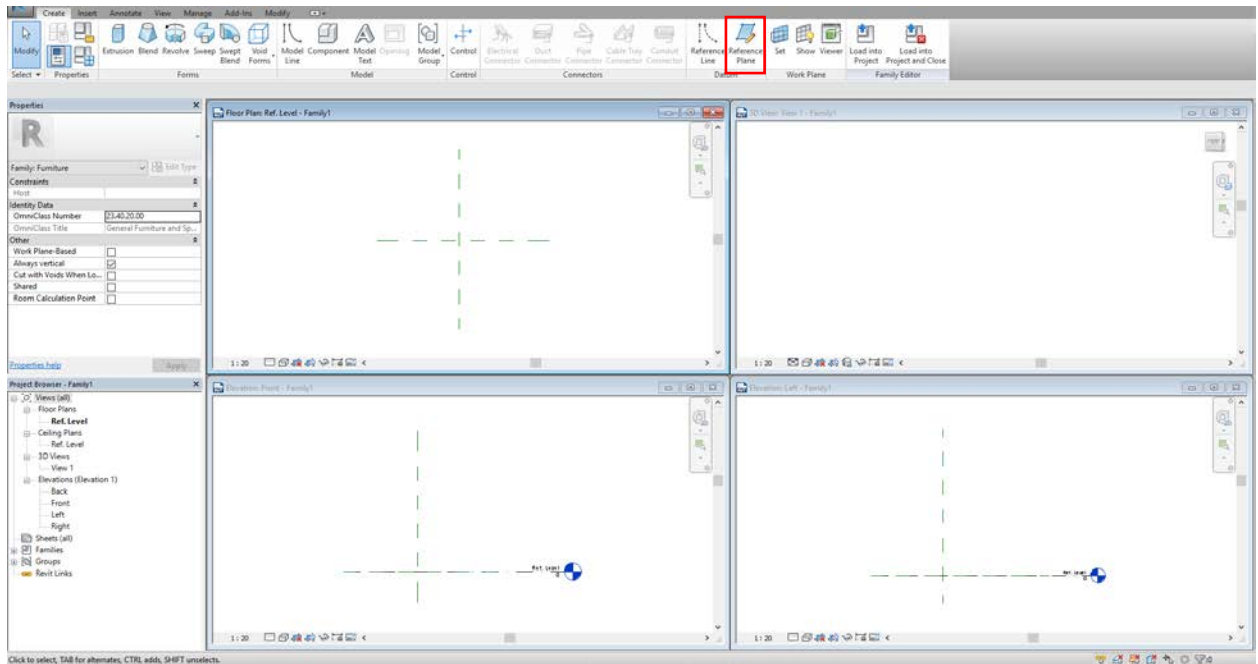 Create Insert Annotate View Manage Add-Ins Modify
Modify Extrusion Blend Revolve Sweep Swept Blend Void Forms Model Line Component Model Text Opening Model Group Control Electrical Connector Duct Connector Pipe Connector Cable Tray Connector Conduit Connector Reference Line Reference Plane Set Show Viewer Load into Project Load into Project and Close
Select Properties Forms Model Control Connectors Datum Work Plane Family Editor
Properties
R
Family: Furniture Edit Type
Constraints
Host
Identity Data
OmniClass Number 23.40.20.00
OmniClass Title General Furniture and Sp...
Other
Work Plane-Based
Always vertical
Cut with Voids When Lo...
Shared
Room Calculation Point
Properties help Apply
Project Browser - Family1
Views (all)
Floor Plans
Ref. Level
Ceiling Plans
Ref. Level
3D Views
View 1
Elevations (Elevation 1)
Back
Front
Left
Right
Sheets (all)
Families
Groups
Revit Links
Floor Plan: Ref. Level - Family1
1 : 20
3D View: View 1 - Family1
1 : 20
Elevation: Front - Family1
Ref. Level
0
1 : 20
Elevation: Left - Family1
Ref. Level
0
1 : 20
Click to select, TAB for alternates, CTRL adds, SHIFT unselects.
:0